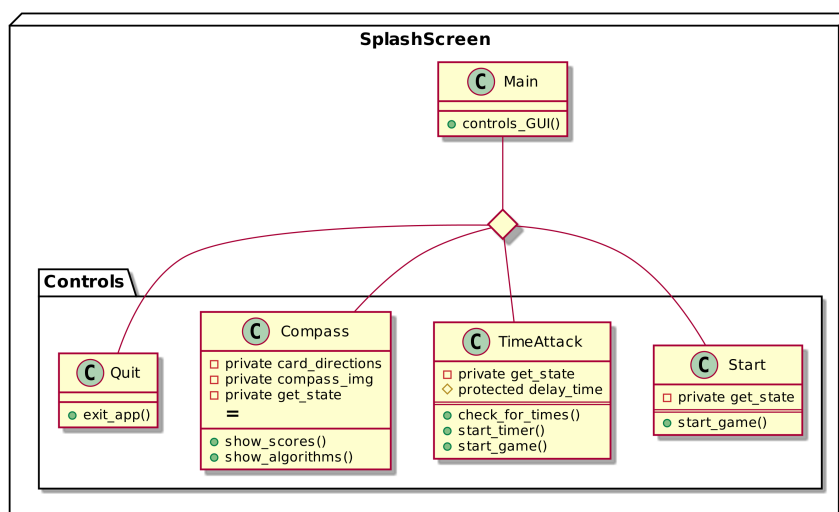 SplashScreen
C Main
controls_GUI()
Controls
C Quit
exit_app()
C Compass
private card_directions
private compass_img
private get_state
=
show_scores()
show_algorithms()
C TimeAttack
private get_state
protected delay_time
check_for_times()
start_timer()
start_game()
C Start
private get_state
start_game()